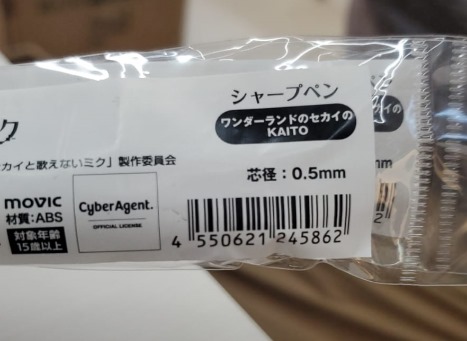 シャープペン
ワンダーランドのセカイの
KAITO
ク
カイと歌えないミク」製作委員会
芯径：0.5mm
movic
材質:ABS
対象年齢
15歳以上
CyberAgent.
OFFICIAL LICENSE
4 550621 245862